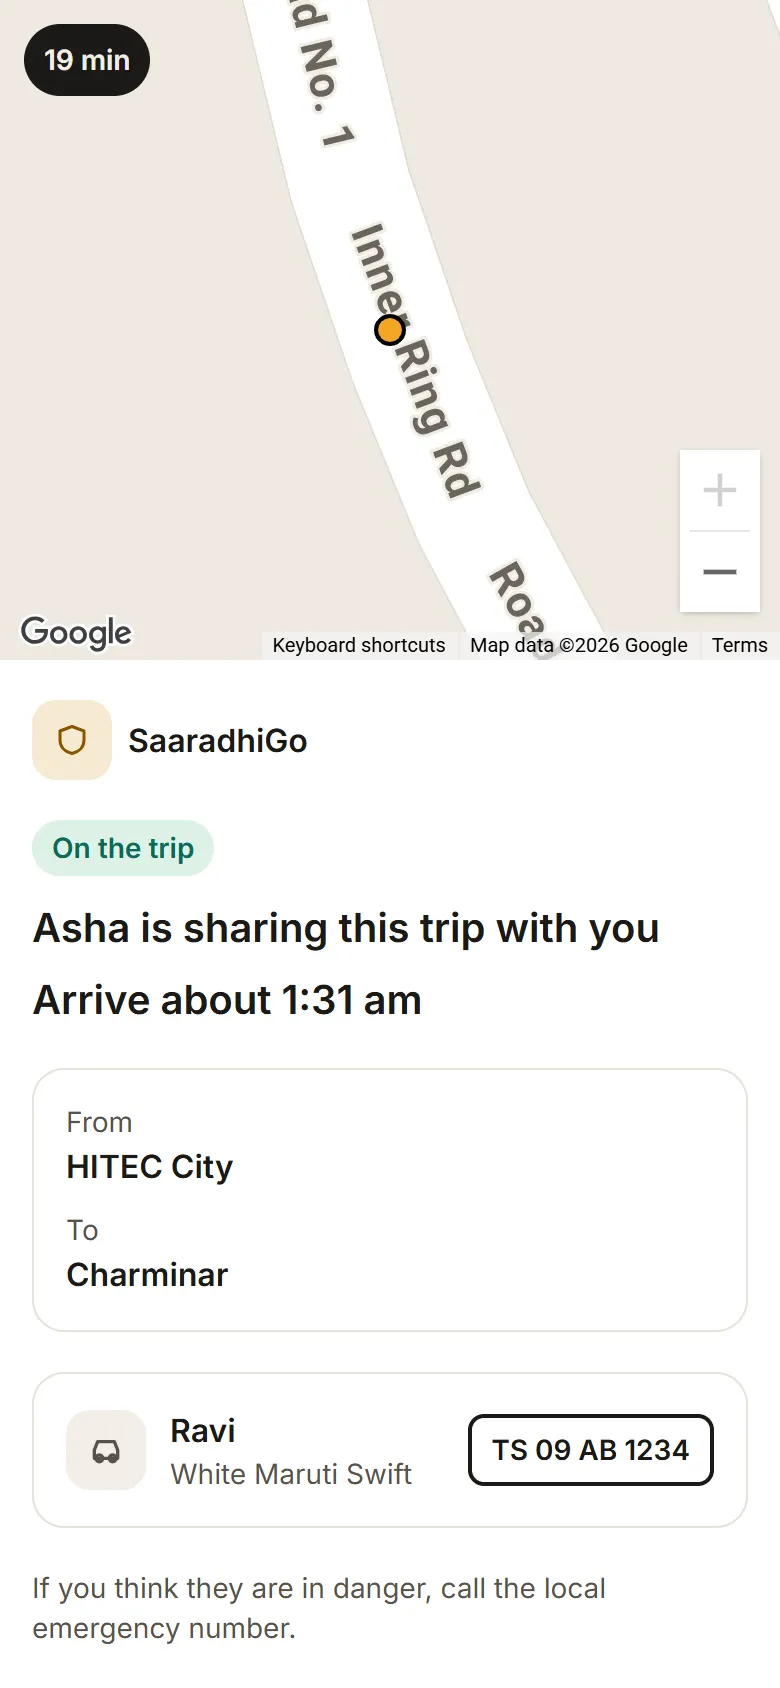 19 min
d No. 1
Inner Ring Rd
Road
Google
Keyboard shortcuts
Map data ©2026 Google
Terms
SaaradhiGo
On the trip
Asha is sharing this trip with you
Arrive about 1:31 am
From
HITEC City
To
Charminar
Ravi
White Maruti Swift
TS 09 AB 1234
If you think they are in danger, call the local
emergency number.